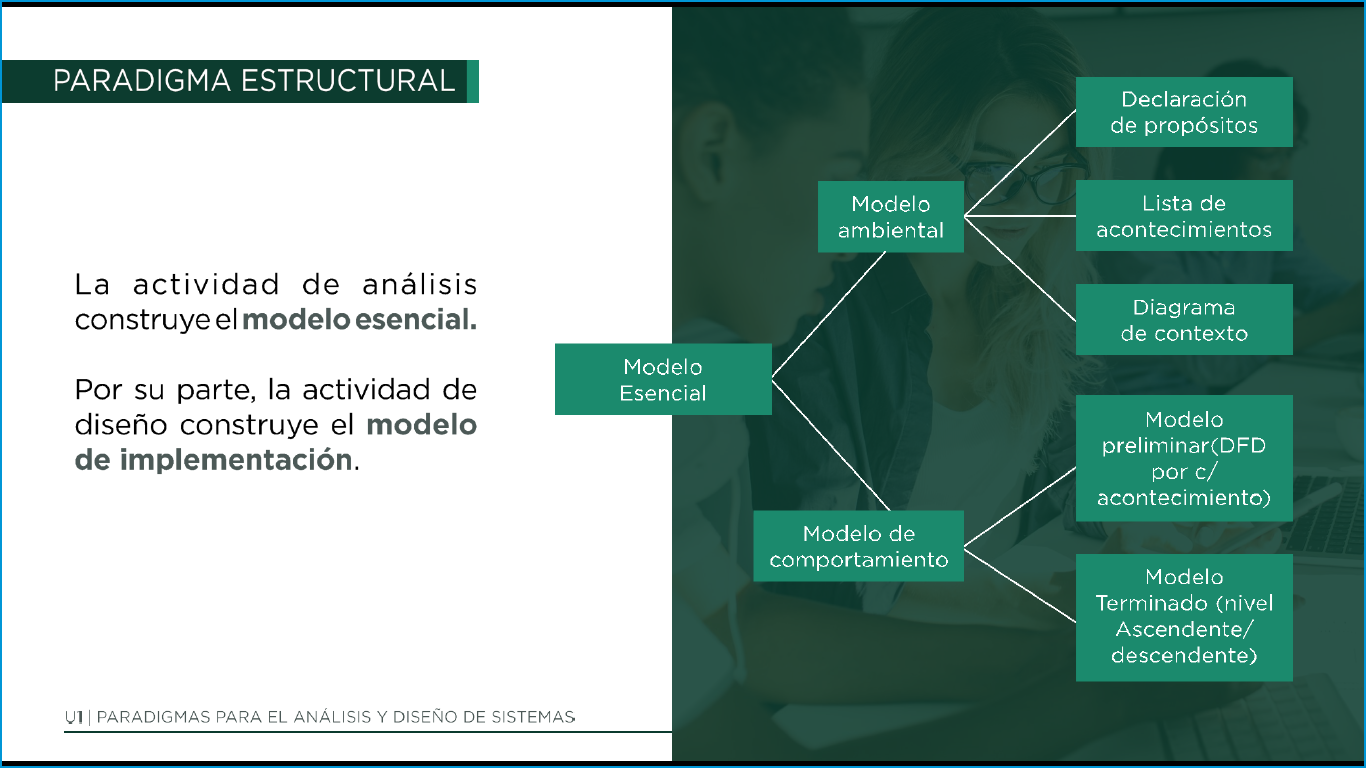 PARADIGMA ESTRUCTURAL
La actividad de análisis
construye el modelo esencial.
Por su parte, la actividad de
diseño construye el modelo
de implementación.
Modelo
Esencial
Modelo
ambiental
Declaración
de propósitos
Lista de
acontecimientos
Diagrama
de contexto
Modelo de
comportamiento
Modelo
preliminar(DFD
por c/
acontecimiento)
Modelo
Terminado (nivel
Ascendente/
descendente)
U1 | PARADIGMAS PARA EL ANÁLISIS Y DISEÑO DE SISTEMAS